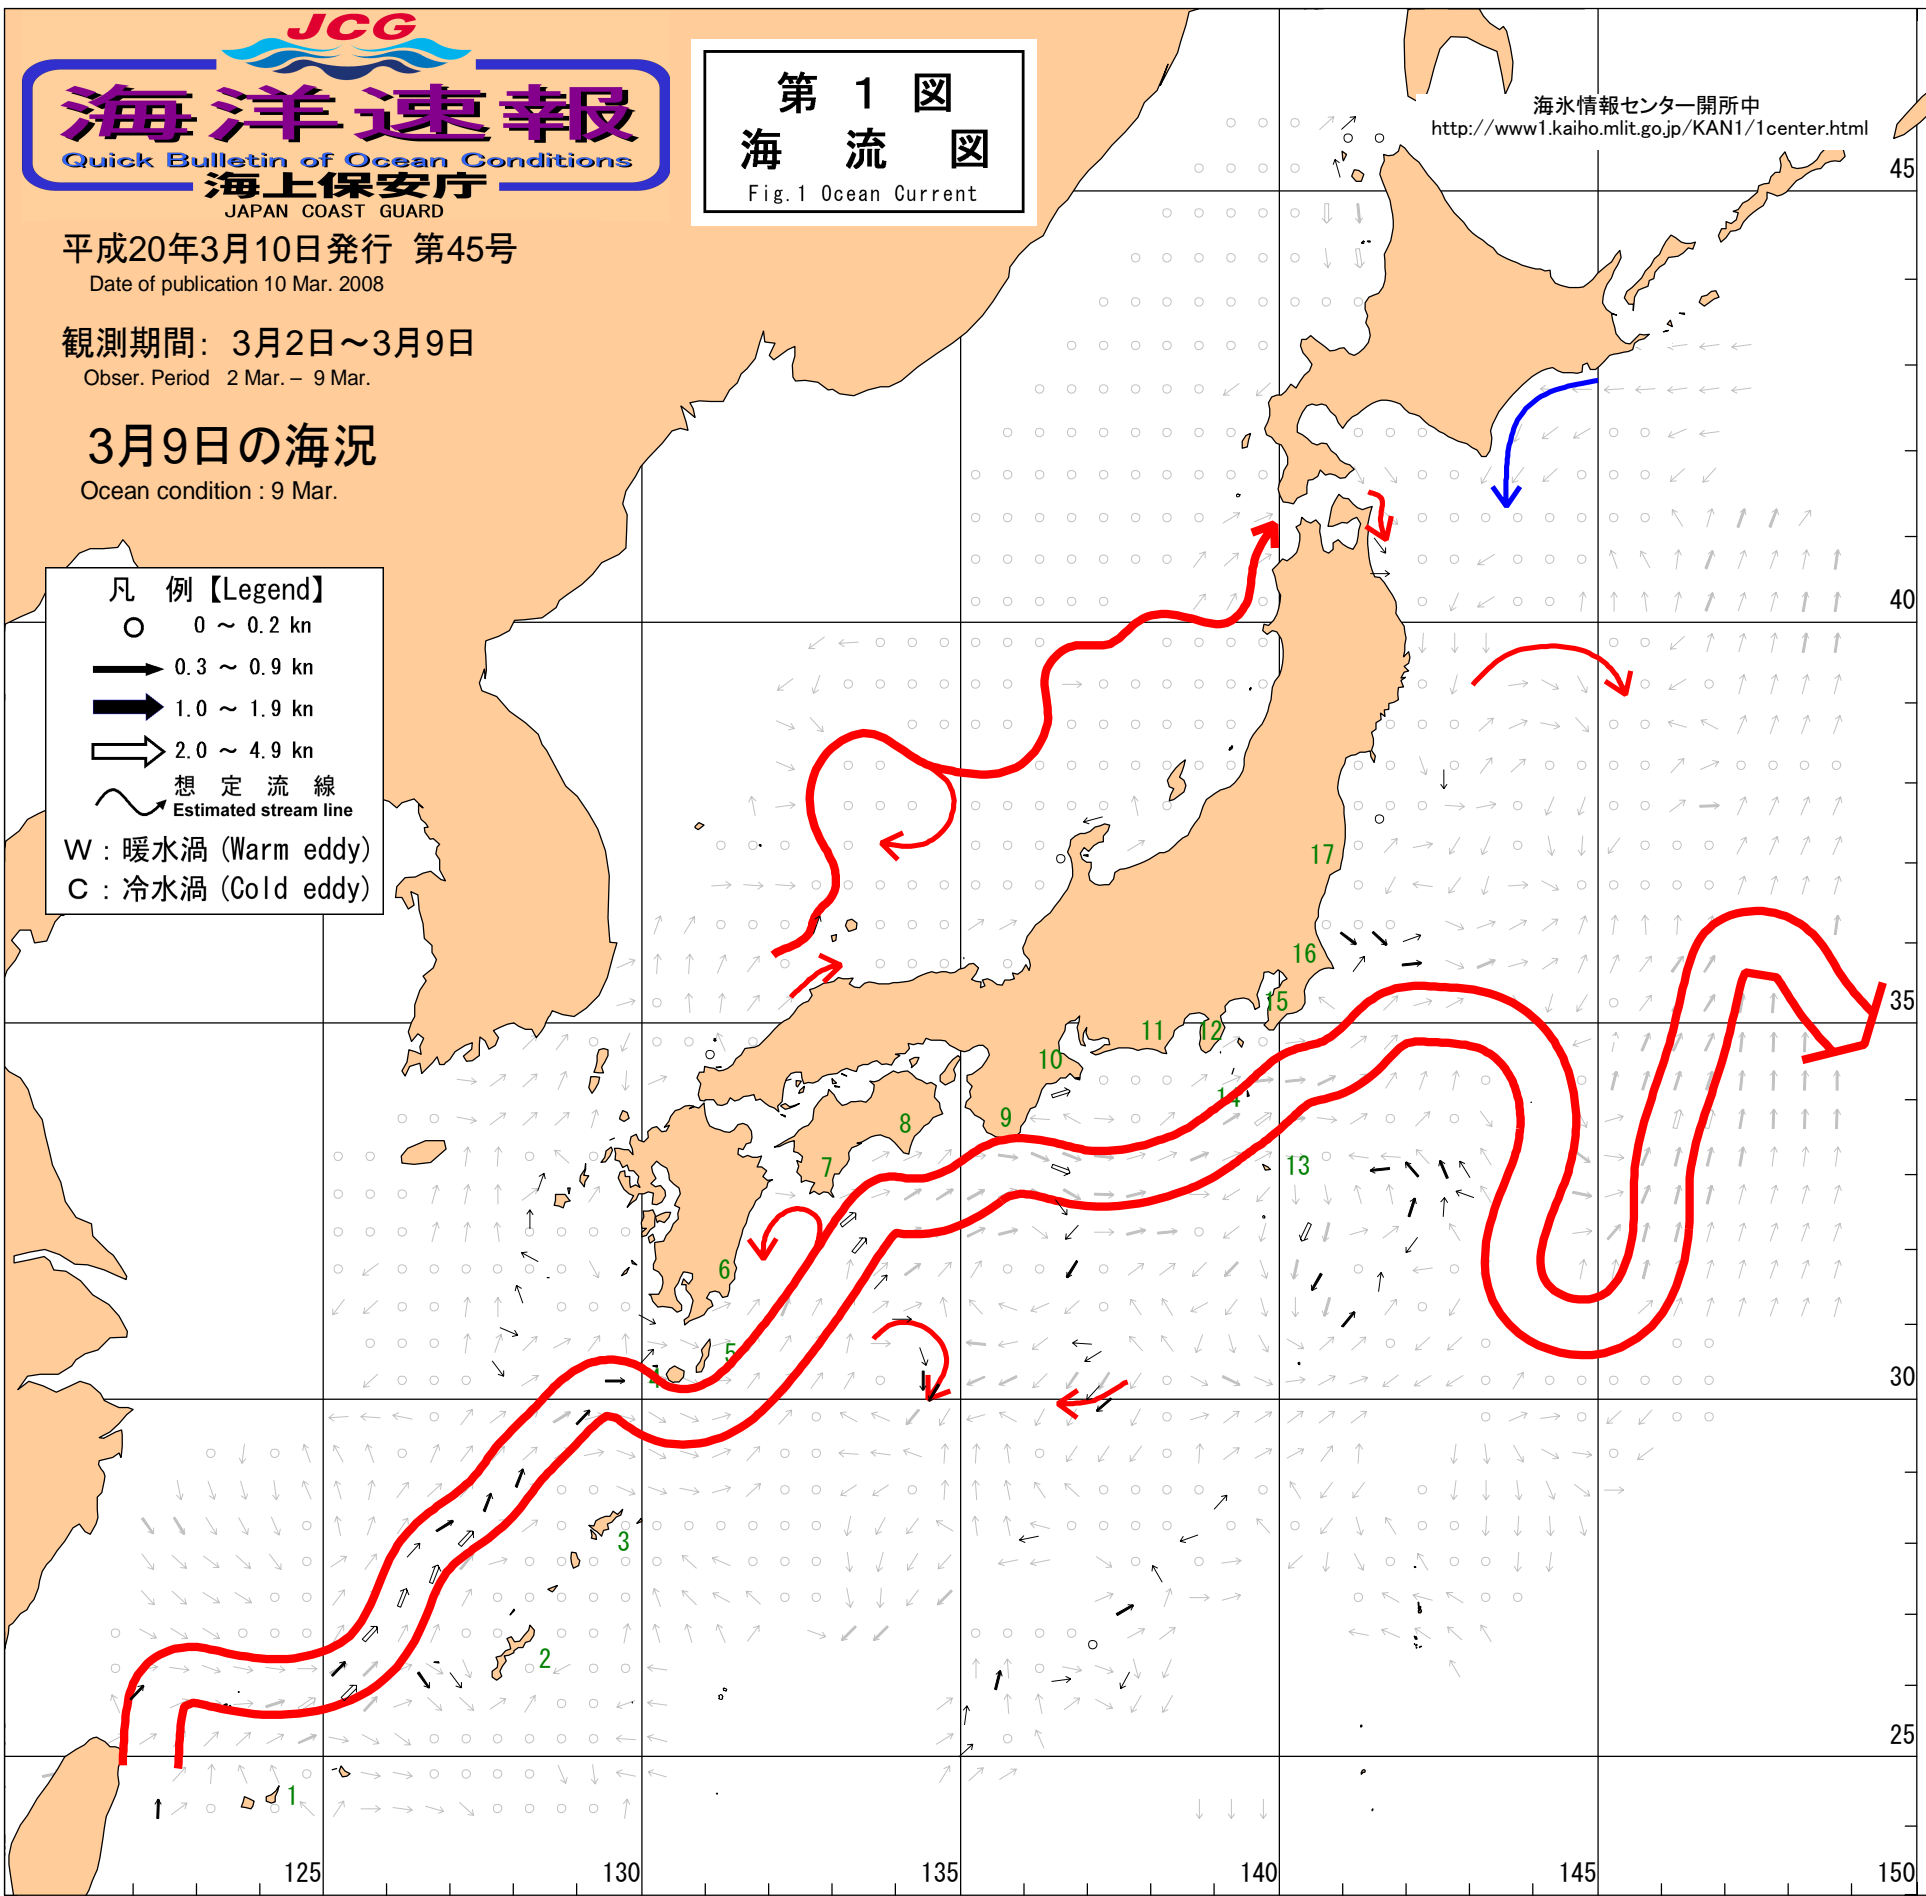 JCG
海洋速報
Quick Bulletin of Ocean Conditions
海上保安庁
JAPAN COAST GUARD
平成20年3月10日発行 第45号
Date of publication 10 Mar. 2008
観測期間: 3月2日～3月9日
Obser. Period 2 Mar. – 9 Mar.
3月9日の海況
Ocean condition : 9 Mar.
第 1 図
海 流 図
Fig.1 Ocean Current
海氷情報センター開所中
http://www1.kaiho.mlit.go.jp/KAN1/1center.html
凡 例【Legend】
0 ～ 0.2 kn
0.3 ～ 0.9 kn
1.0 ～ 1.9 kn
2.0 ～ 4.9 kn
想 定 流 線
Estimated stream line
W : 暖水渦 (Warm eddy)
C : 冷水渦 (Cold eddy)
45
40
17
16
35
15
12
11
10
14
9
8
7
13
6
5
4
30
3
2
25
1
125
130
135
140
145
150